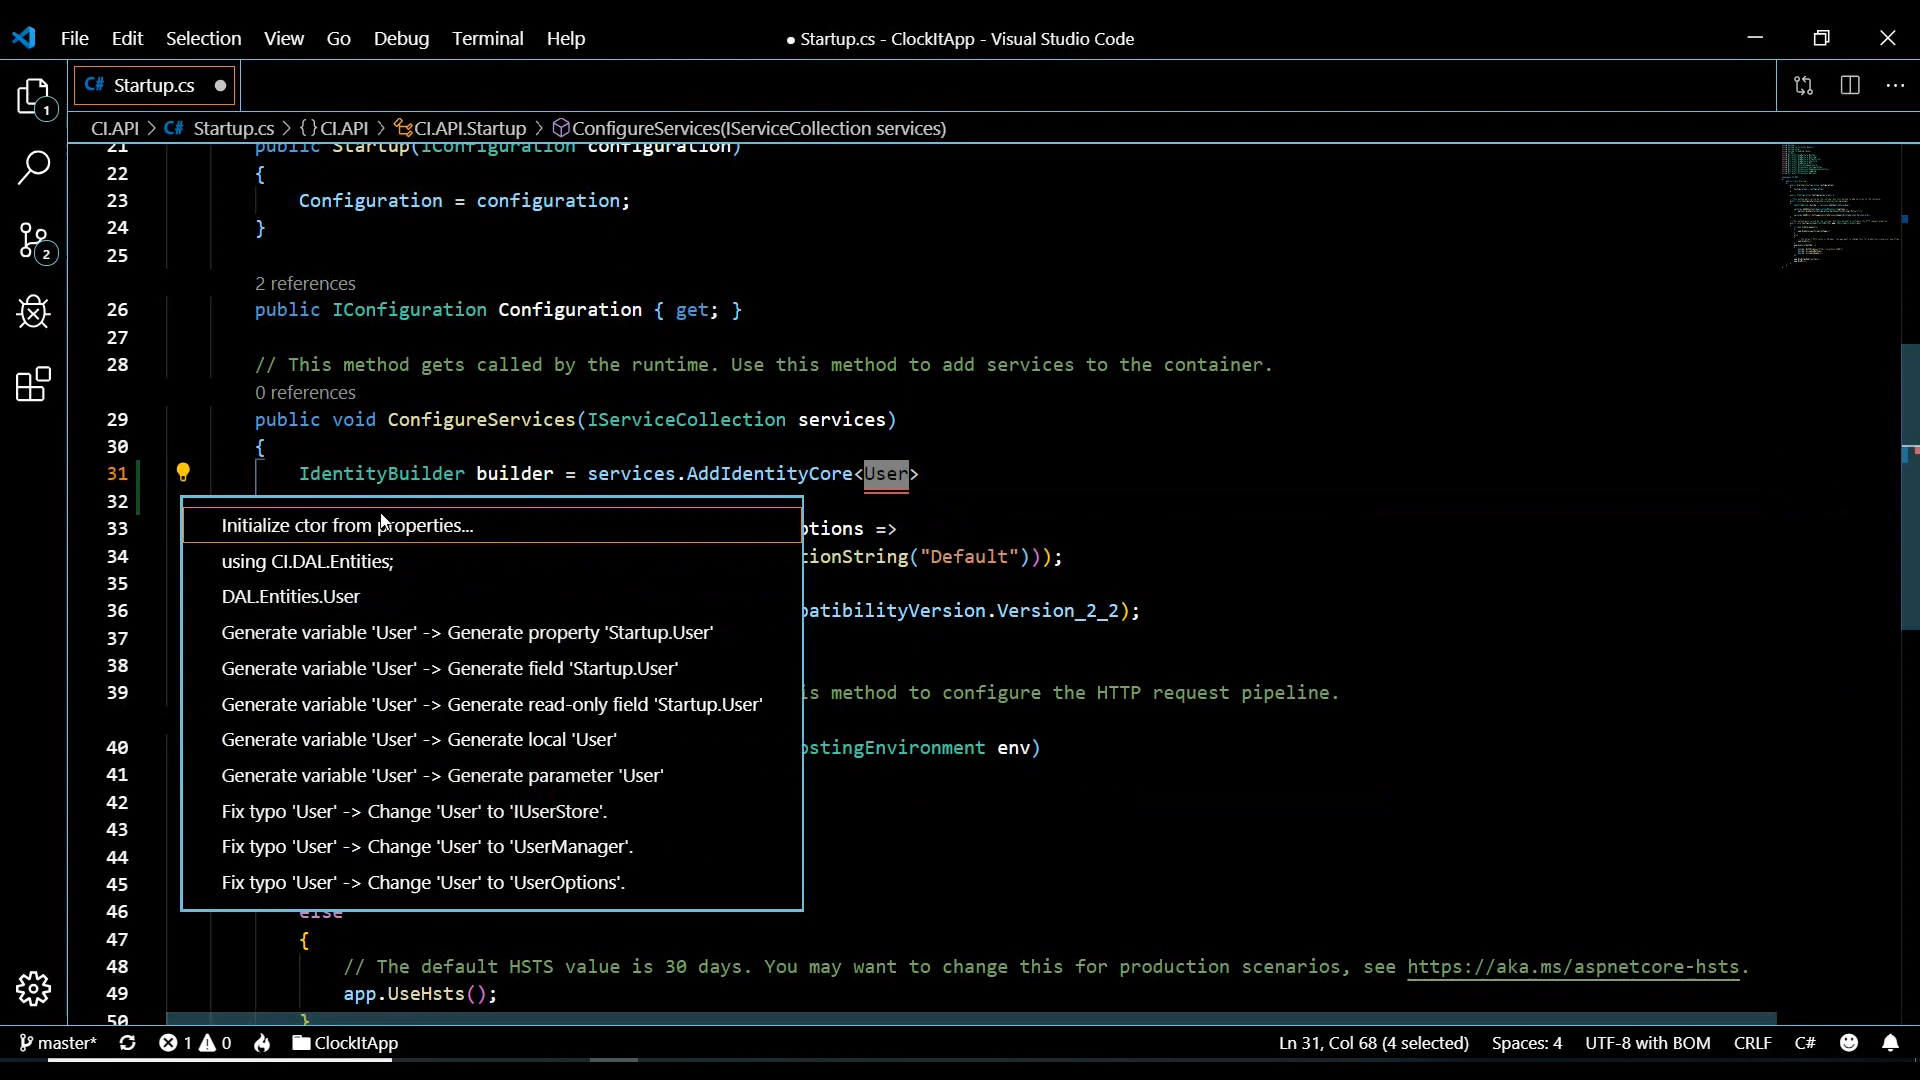 File Edit Selection View Go Debug Terminal Help
● Startup.cs - ClockItApp - Visual Studio Code
C# Startup.cs ●
CI.API > C# Startup.cs > {} CI.API > CI.API.Startup > ConfigureServices(IServiceCollection services)
1
2
21 public Startup(IConfiguration configuration)
22 {
23 Configuration = configuration;
24 }
25
2 references
26 public IConfiguration Configuration { get; }
27
28 // This method gets called by the runtime. Use this method to add services to the container.
0 references
29 public void ConfigureServices(IServiceCollection services)
30 {
31 IdentityBuilder builder = services.AddIdentityCore<User>
32
Initialize ctor from properties...
using CI.DAL.Entities;
DAL.Entities.User
Generate variable 'User' -> Generate property 'Startup.User'
Generate variable 'User' -> Generate field 'Startup.User'
Generate variable 'User' -> Generate read-only field 'Startup.User'
Generate variable 'User' -> Generate local 'User'
Generate variable 'User' -> Generate parameter 'User'
Fix typo 'User' -> Change 'User' to 'IUserStore'.
Fix typo 'User' -> Change 'User' to 'UserManager'.
Fix typo 'User' -> Change 'User' to 'UserOptions'.
33 ptions =>
34 tionString("Default")));
35
36 patibilityVersion.Version_2_2);
37
38
39 is method to configure the HTTP request pipeline.
40 ostingEnvironment env)
41
42
43
44
45
46 else
47 {
48 // The default HSTS value is 30 days. You may want to change this for production scenarios, see https://aka.ms/aspnetcore-hsts.
49 app.UseHsts();
50 }
master* 1 0 ClockItApp Ln 31, Col 68 (4 selected) Spaces: 4 UTF-8 with BOM CRLF C#